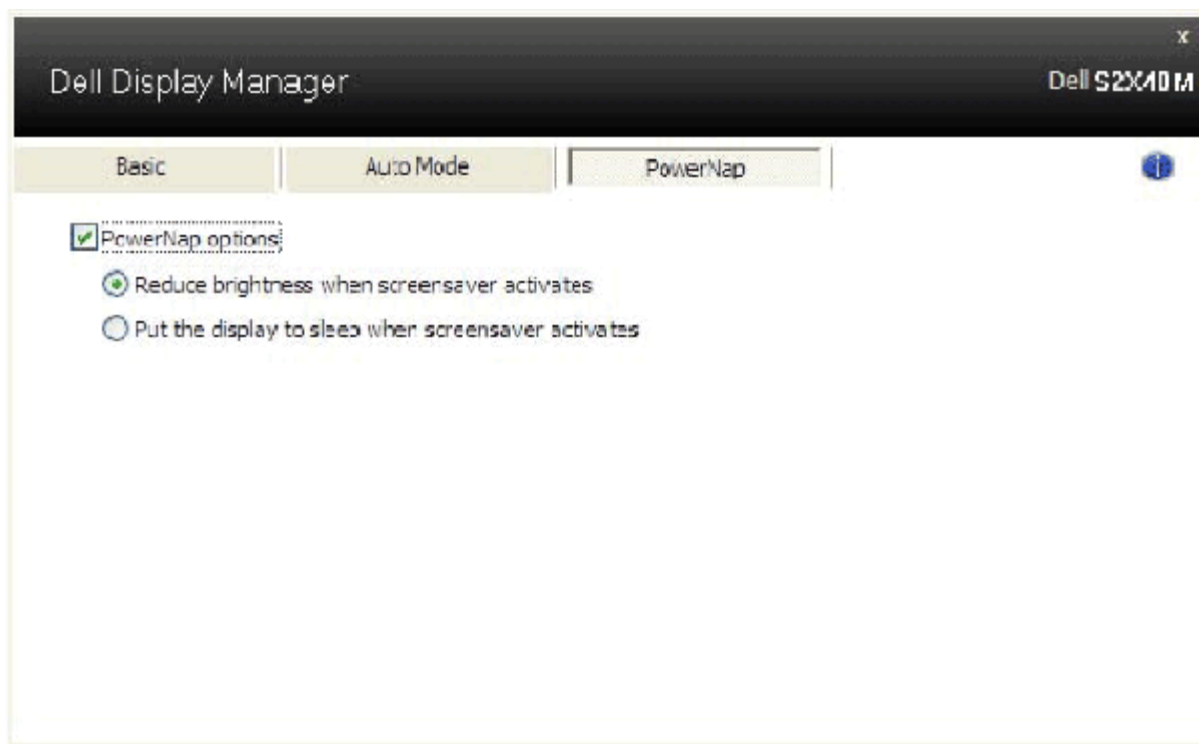 x
Dell Display Manager
Dell S2X40M
Basic
Auto Mode
PowerNap
PowerNap options
Reduce brightness when screensaver activates
Put the display to sleep when screensaver activates